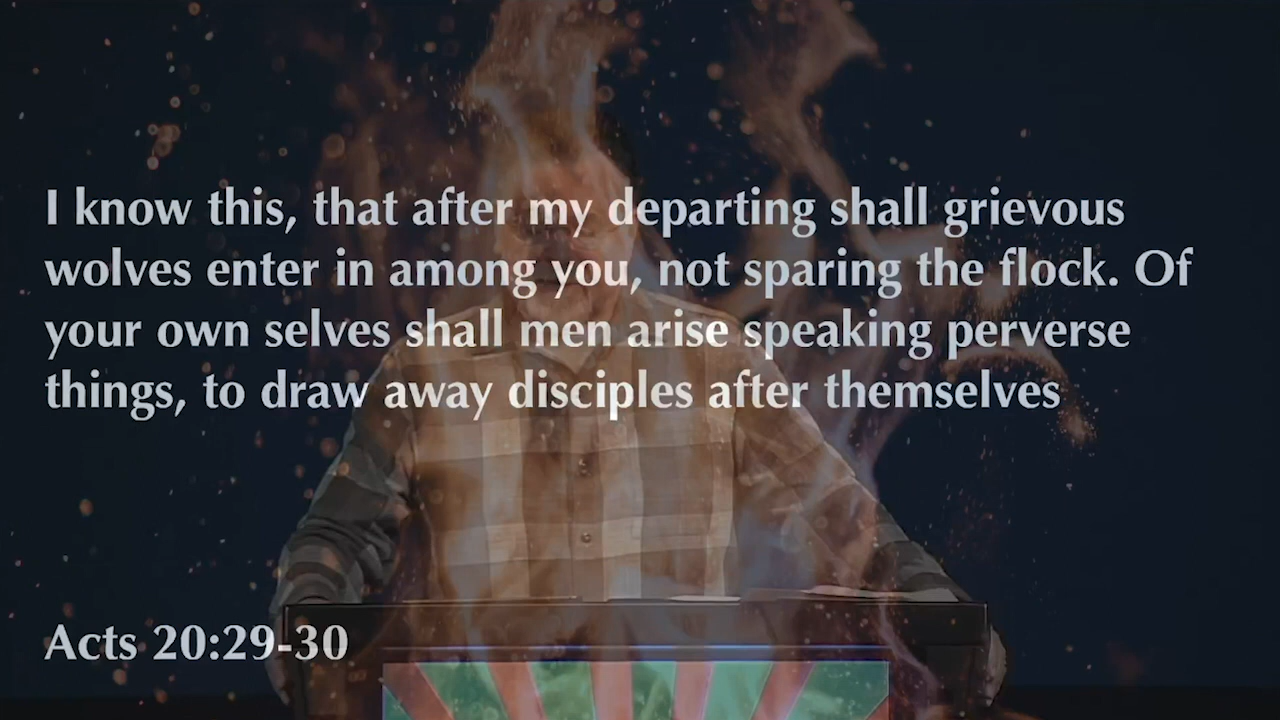 I know this, that after my departing shall grievous
wolves enter in among you, not sparing the flock. Of
your own selves shall men arise speaking perverse
things, to draw away disciples after themselves
Acts 20:29-30